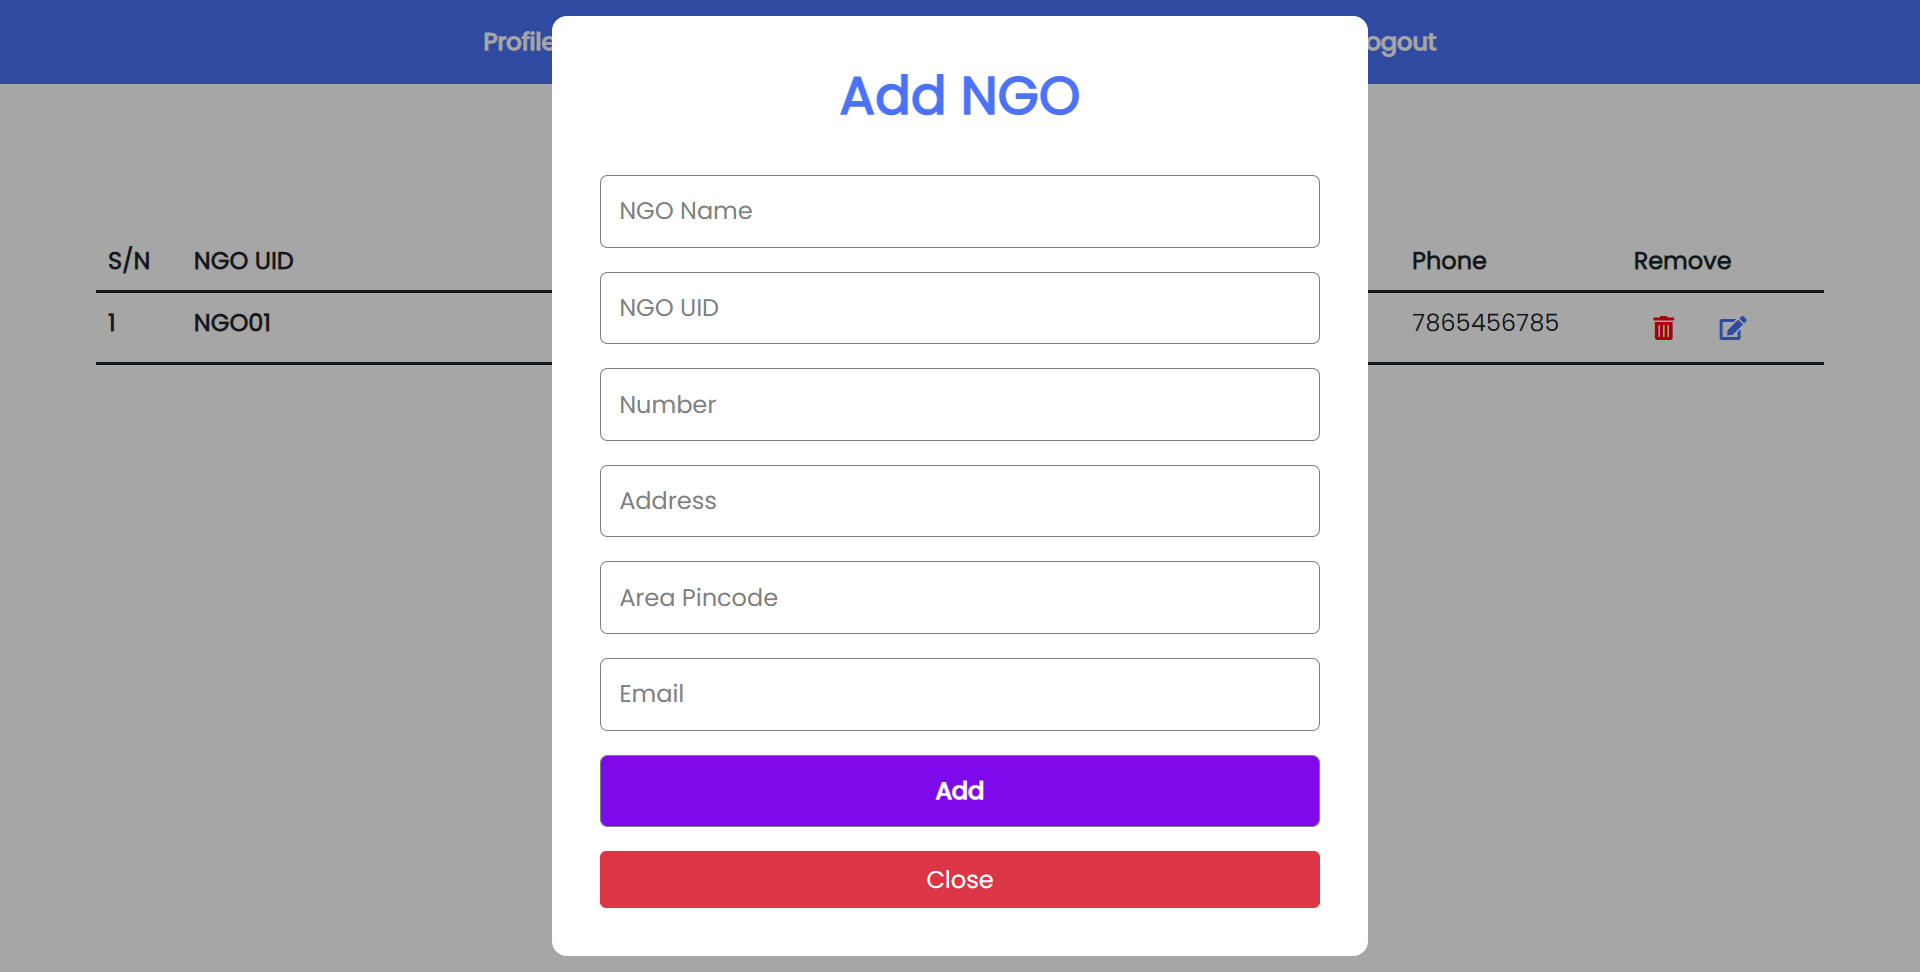 Profile
ogout
Add NGO
NGO Name
NGO UID
Number
Address
Area Pincode
Email
Add
Close
S/N NGO UID Phone Remove
1 NGO01 7865456785